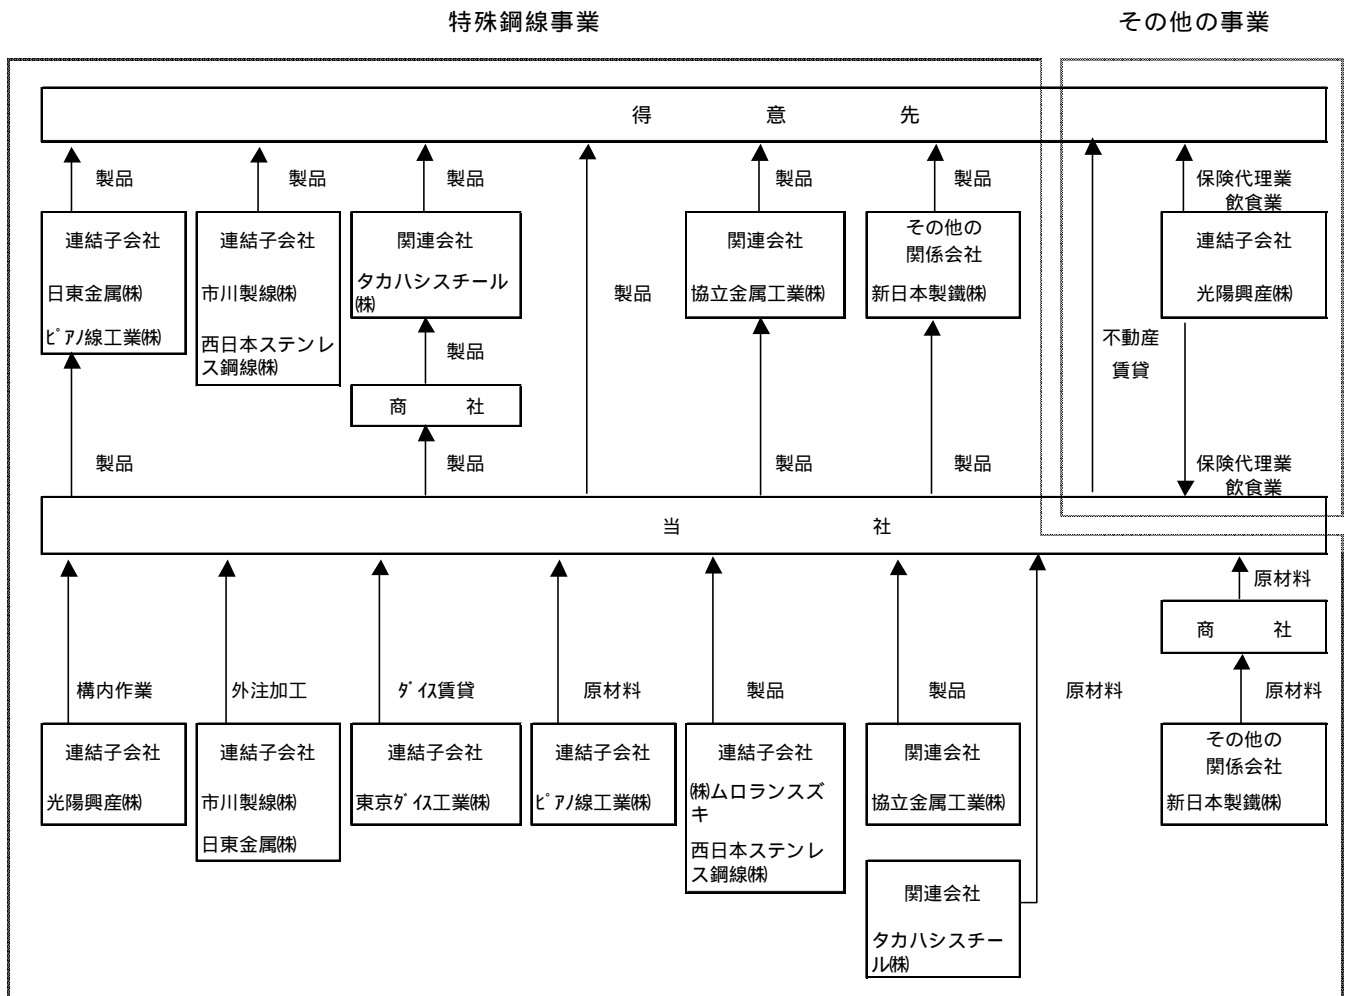 特殊鋼線事業
その他の事業
得 意 先
製品
製品
製品
製品
製品
保険代理業
飲食業
連結子会社
日東金属㈱
ﾋﾟｱﾉ線工業㈱
連結子会社
市川製線㈱
西日本ステンレ
ス鋼線㈱
関連会社
タカハシスチール
㈱
製品
商 社
製品
関連会社
協立金属工業㈱
その他の
関係会社
新日本製鐵㈱
不動産
賃貸
連結子会社
光陽興産㈱
製品
製品
製品
製品
保険代理業
飲食業
当 社
原材料
商 社
構内作業
外注加工
ﾀﾞｲｽ賃貸
原材料
製品
製品
原材料
原材料
連結子会社
光陽興産㈱
連結子会社
市川製線㈱
日東金属㈱
連結子会社
東京ﾀﾞｲｽ工業㈱
連結子会社
ﾋﾟｱﾉ線工業㈱
連結子会社
㈱ムロランスズ
キ
西日本ステンレ
ス鋼線㈱
関連会社
協立金属工業㈱
その他の
関係会社
新日本製鐵㈱
関連会社
タカハシスチー
ル㈱